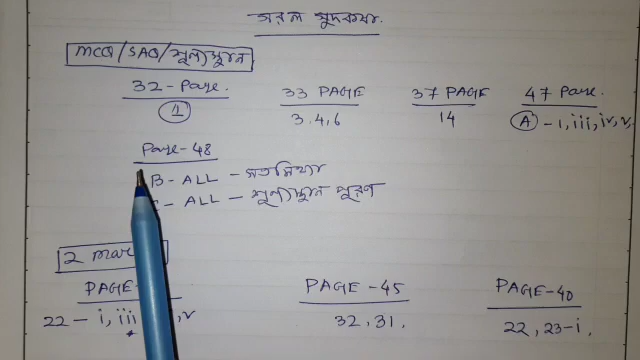 সরল সুদকষা
MCQ/SAQ/শূন্যস্থান
32-Page. 33 PAGE 37 PAGE 47 Page.
1 3.4,6 14 A - i, iii, iv, v,
Page-48
B - ALL - সত্য মিথ্যা
- ALL - শূন্যস্থান পূরণ
2
PAGE- PAGE-45 PAGE-40
22 - i, iii, v 32,31. 22, 23-i.